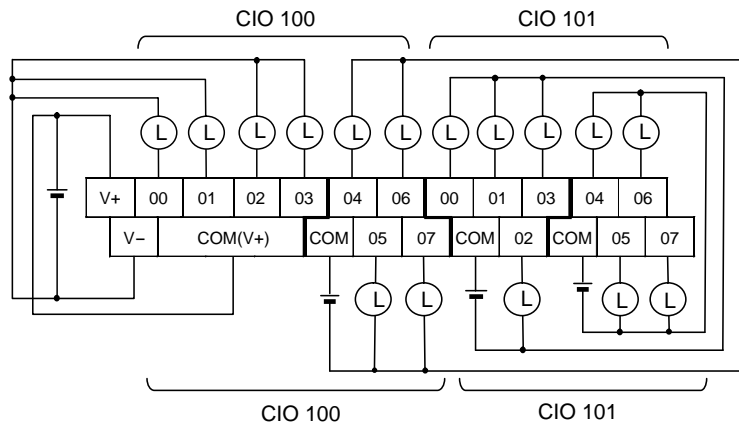 CIO 100 CIO 101
L L L L L L L L L L L
V+ 00 01 02 03 04 06 00 01 03 04 06
V− COM(V+) COM 05 07 COM 02 COM 05 07
L L L L L
CIO 100 CIO 101